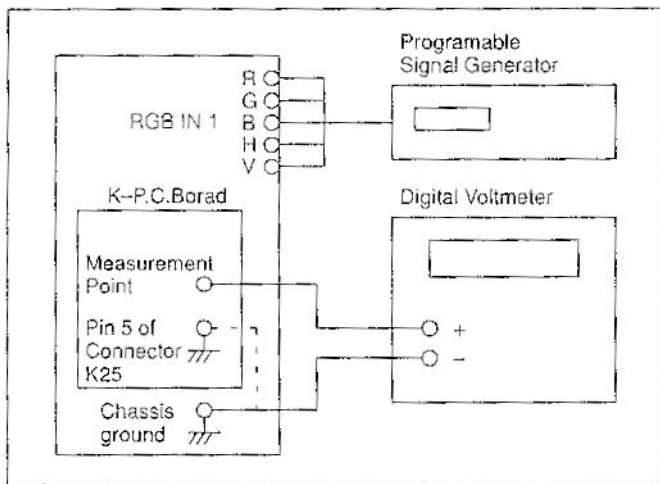 Programable
Signal Generator
R
G
RGB IN 1 B
H
V
K-P.C.Borad
Digital Voltmeter
Measurement
Point
Pin 5 of
Connector
K25
+
−
Chassis
ground